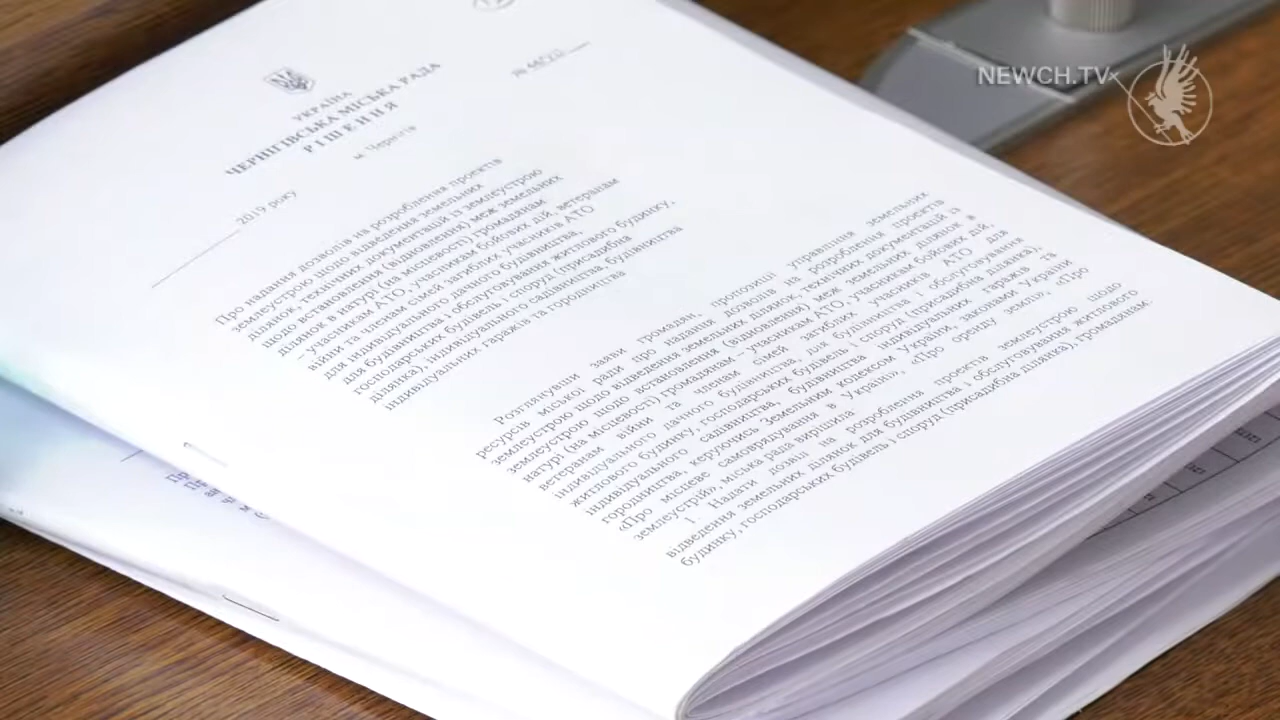 NEWCH.TV
УКРАЇНА
ЧЕРНІГІВСЬКА МІСЬКА РАДА
Р І Ш Е Н Н Я
м. Чернігів
2019 року
№
Про надання дозволів на розроблення проектів
землеустрою щодо відведення земельних
ділянок, технічних документацій із землеустрою
щодо встановлення (відновлення) меж земельних
ділянок в натурі (на місцевості) громадянам
– учасникам АТО, учасникам бойових дій, ветеранам
війни та членам сімей загиблих учасників АТО
для індивідуального дачного будівництва,
для будівництва і обслуговування житлового будинку,
господарських будівель і споруд (присадибна
ділянка), індивідуального садівництва, будівництва
індивідуальних гаражів та городництва
Розглянувши заяви громадян, пропозиції управління земельних
ресурсів міської ради про надання дозволів на розроблення проектів
землеустрою щодо відведення земельних ділянок, технічних документацій із
землеустрою щодо встановлення (відновлення) меж земельних ділянок в
натурі (на місцевості) громадянам – учасникам АТО, учасникам бойових дій,
ветеранам війни та членам сімей загиблих учасників АТО для
індивідуального дачного будівництва, для будівництва і обслуговування
житлового будинку, господарських будівель і споруд (присадибна ділянка),
індивідуального садівництва, будівництва індивідуальних гаражів та
городництва, керуючись Земельним кодексом України, законами України
«Про місцеве самоврядування в Україні», «Про оренду землі», «Про
землеустрій», міська рада вирішила:
1. Надати дозвіл на розроблення проекта землеустрою щодо
відведення земельних ділянок для будівництва і обслуговування житлового
будинку, господарських будівель і споруд (присадибна ділянка), громадянам: